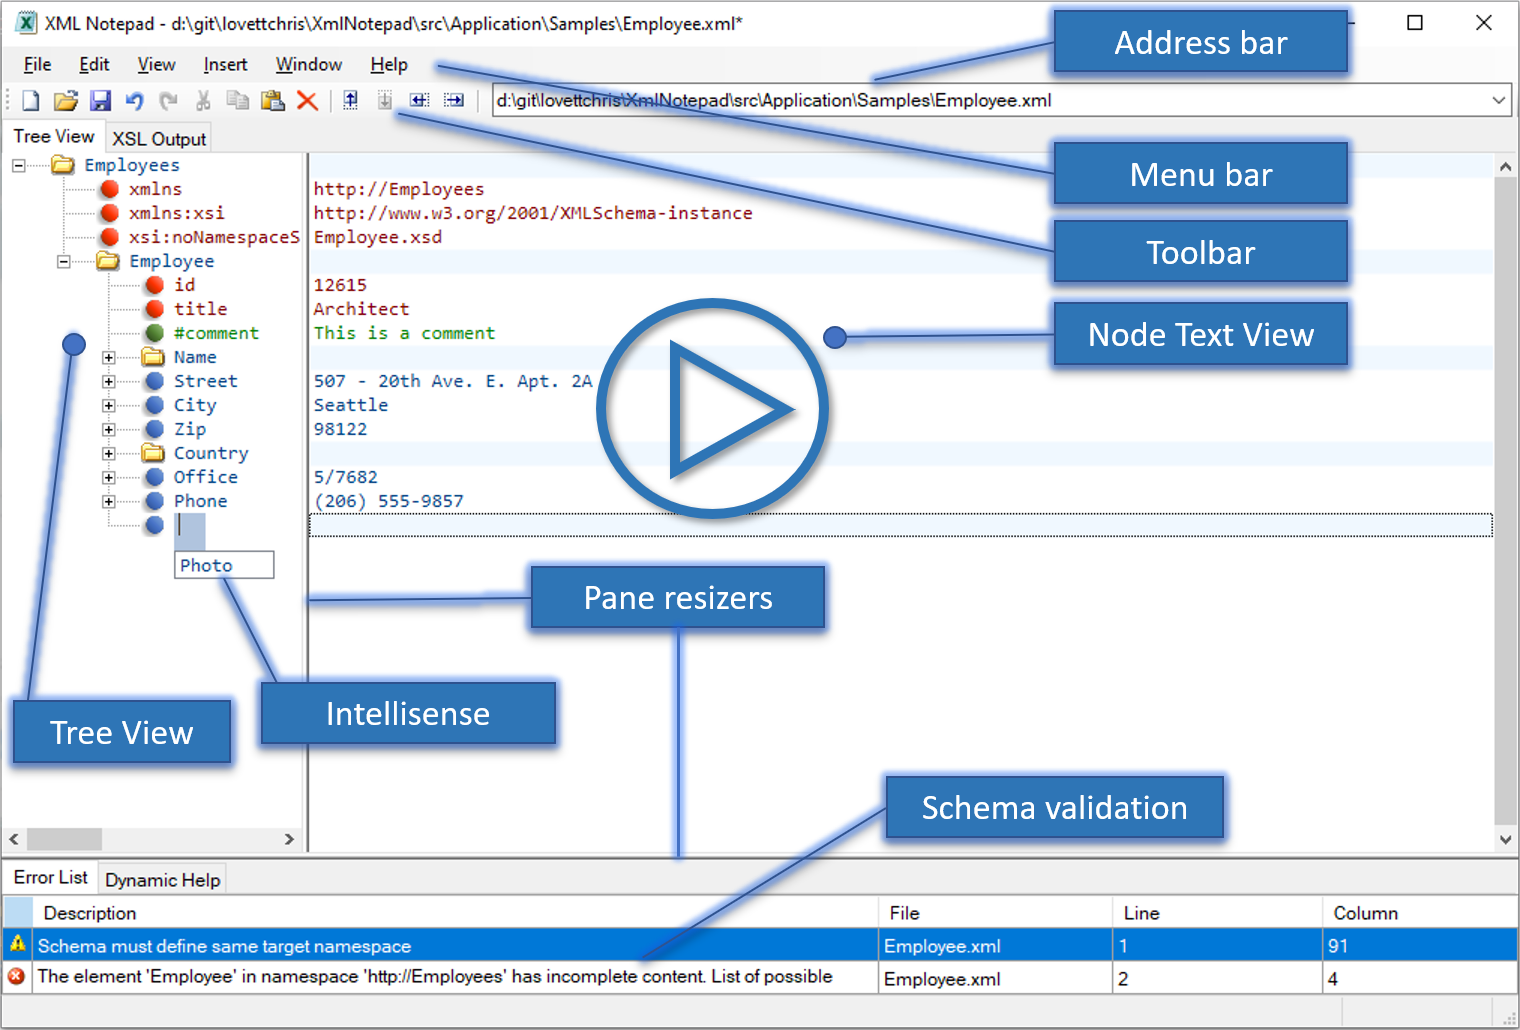 XML Notepad - d:\git\lovettchris\XmlNotepad\src\Application\Samples\Employee.xml*
Address bar
File Edit View Insert Window Help
d:\git\lovettchris\XmlNotepad\src\Application\Samples\Employee.xml
Tree View XSL Output
Menu bar
Employees
xmlns http://Employees
xmlns:xsi http://www.w3.org/2001/XMLSchema-instance
xsi:noNamespaceS Employee.xsd
Toolbar
Employee
id 12615
title Architect
#comment This is a comment
Node Text View
Name
Street 507 - 20th Ave. E. Apt. 2A
City Seattle
Zip 98122
Country
Office 5/7682
Phone (206) 555-9857
Photo
Pane resizers
Intellisense
Tree View
Schema validation
Error List Dynamic Help
Description File Line Column
Schema must define same target namespace Employee.xml 1 91
The element 'Employee' in namespace 'http://Employees' has incomplete content. List of possible Employee.xml 2 4